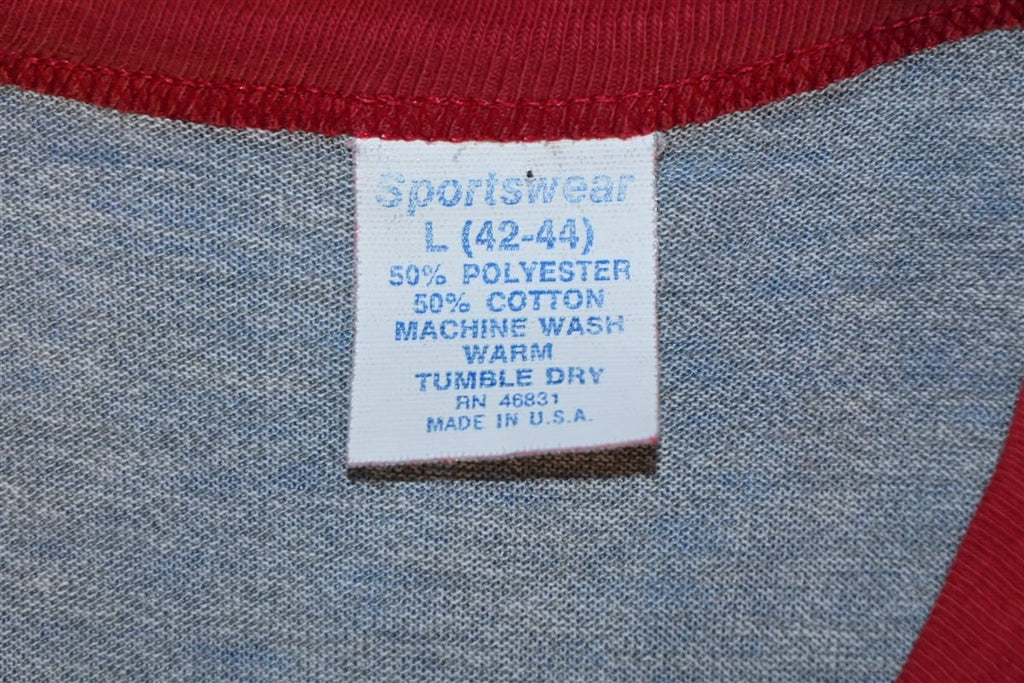 Sportswear
L (42-44)
50% POLYESTER
50% COTTON
MACHINE WASH
WARM
TUMBLE DRY
RN 46831
MADE IN U.S.A.